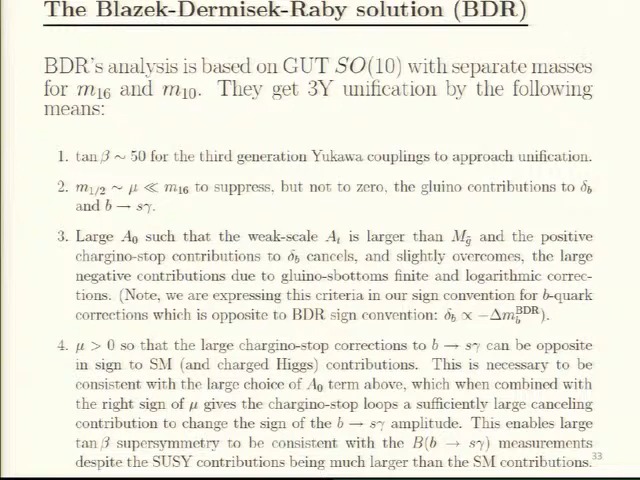 The Blazek-Dermisek-Raby solution (BDR)
BDR's analysis is based on GUT SO(10) with separate masses
for m₁₆ and m₁₀. They get 3Y unification by the following
means:
1. tan β ∼ 50 for the third generation Yukawa couplings to approach unification.
2. m₁/₂ ∼ μ ≪ m₁₆ to suppress, but not to zero, the gluino contributions to δ_b
and b → sγ.
3. Large A₀ such that the weak-scale A_t is larger than M_g̃ and the positive
chargino-stop contributions to δ_b cancels, and slightly overcomes, the large
negative contributions due to gluino-sbottoms finite and logarithmic correc-
tions. (Note, we are expressing this criteria in our sign convention for b-quark
corrections which is opposite to BDR sign convention: δ_b ∝ −Δm_b^BDR).
4. μ > 0 so that the large chargino-stop corrections to b → sγ can be opposite
in sign to SM (and charged Higgs) contributions. This is necessary to be
consistent with the large choice of A₀ term above, which when combined with
the right sign of μ gives the chargino-stop loops a sufficiently large canceling
contribution to change the sign of the b → sγ amplitude. This enables large
tan β supersymmetry to be consistent with the B(b → sγ) measurements
despite the SUSY contributions being much larger than the SM contributions.
33